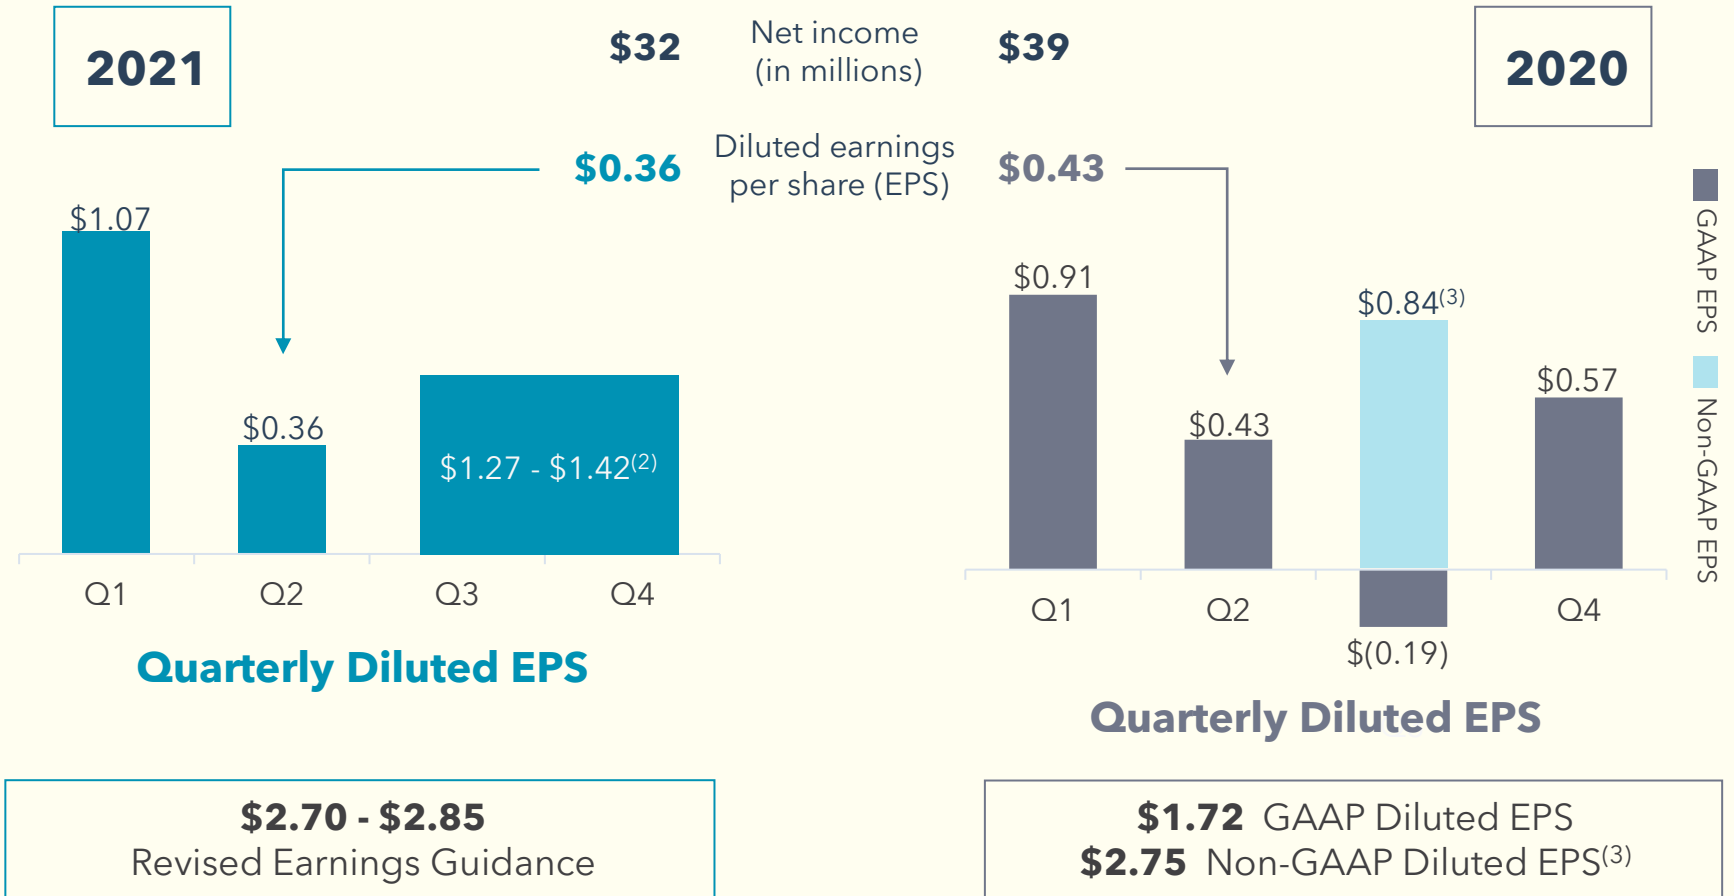 2021
$32
Net income
(in millions)
$39
2020
$0.36
Diluted earnings
per share (EPS)
$0.43
$1.07
$0.36
$1.27 - $1.42(2)
Q1
Q2
Q3
Q4
Quarterly Diluted EPS
$2.70 - $2.85
Revised Earnings Guidance
$0.91
$0.43
$0.84(3)
$0.57
Q1
Q2
Q4
$(0.19)
Quarterly Diluted EPS
GAAP EPS
Non-GAAP EPS
$1.72 GAAP Diluted EPS
$2.75 Non-GAAP Diluted EPS(3)